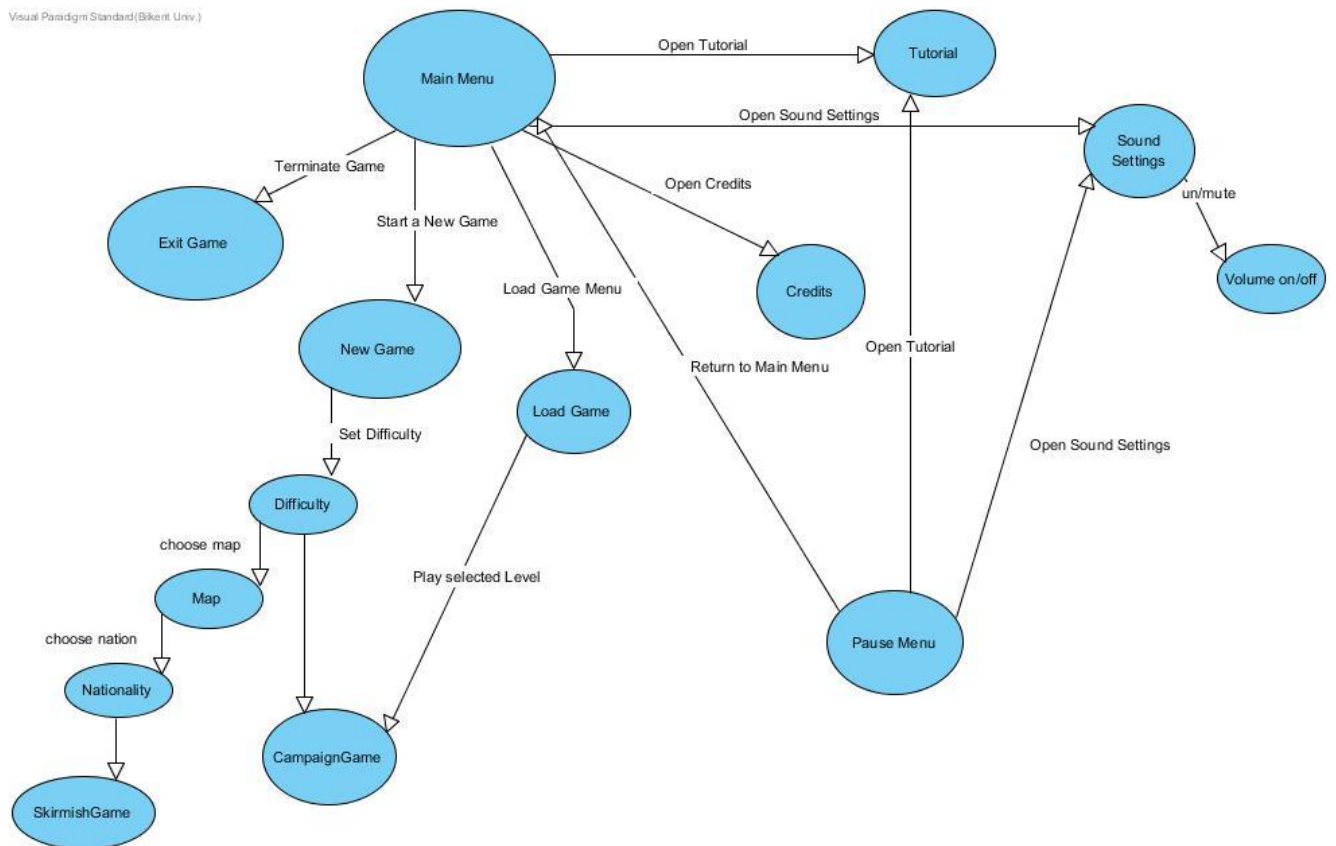 Visual Paradigm Standard(Bilkent Univ.)
Main Menu
Open Tutorial
Tutorial
Open Sound Settings
Sound
Settings
Terminate Game
Open Credits
un/mute
Start a New Game
Exit Game
Load Game Menu
Credits
Volume on/off
New Game
Open Tutorial
Return to Main Menu
Load Game
Set Difficulty
Open Sound Settings
Difficulty
choose map
Play selected Level
Map
choose nation
Pause Menu
Nationality
CampaignGame
SkirmishGame